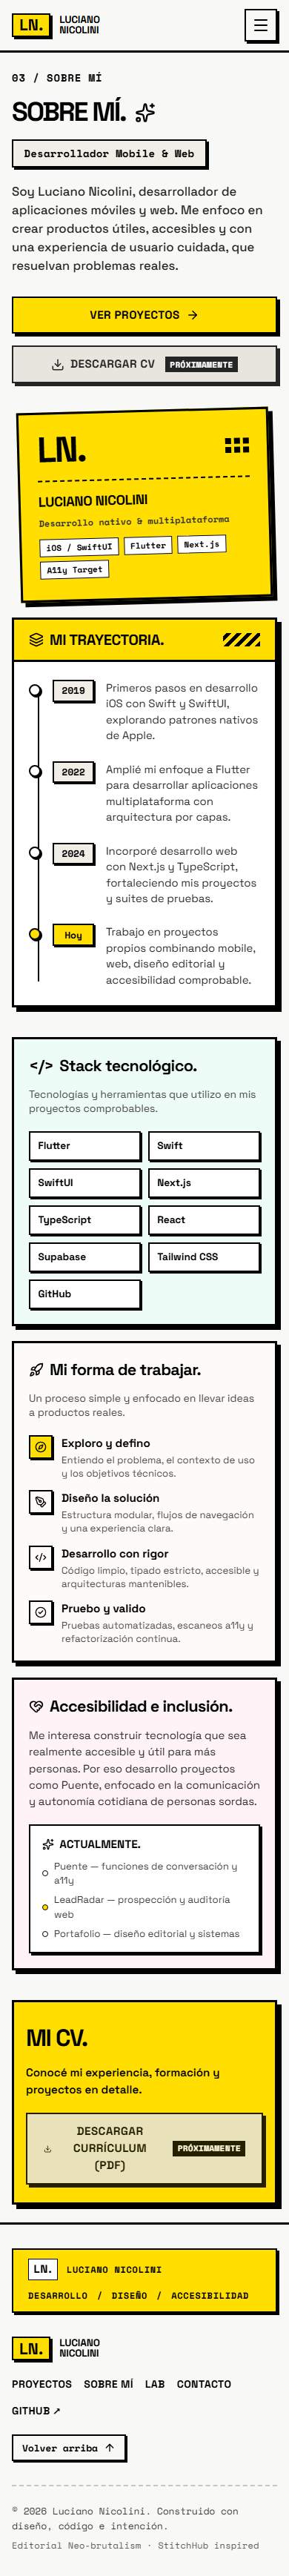 LN. LUCIANO
NICOLINI
03 / SOBRE MÍ
SOBRE MÍ.
Desarrollador Mobile & Web
Soy Luciano Nicolini, desarrollador de
aplicaciones móviles y web. Me enfoco en
crear productos útiles, accesibles y con
una experiencia de usuario cuidada, que
resuelvan problemas reales.
VER PROYECTOS →
DESCARGAR CV PRÓXIMAMENTE
LN.
LUCIANO NICOLINI
Desarrollo nativo & multiplataforma
iOS / SwiftUI Flutter Next.js
A11y Target
MI TRAYECTORIA.
2019 Primeros pasos en desarrollo
iOS con Swift y SwiftUI,
explorando patrones nativos
de Apple.
2022 Amplié mi enfoque a Flutter
para desarrollar aplicaciones
multiplataforma con
arquitectura por capas.
2024 Incorporé desarrollo web
con Next.js y TypeScript,
fortaleciendo mis proyectos
y suites de pruebas.
Hoy Trabajo en proyectos
propios combinando mobile,
web, diseño editorial y
accesibilidad comprobable.
</> Stack tecnológico.
Tecnologías y herramientas que utilizo en mis
proyectos comprobables.
Flutter Swift
SwiftUI Next.js
TypeScript React
Supabase Tailwind CSS
GitHub
Mi forma de trabajar.
Un proceso simple y enfocado en llevar ideas
a productos reales.
Exploro y defino
Entiendo el problema, el contexto de uso
y los objetivos técnicos.
Diseño la solución
Estructura modular, flujos de navegación
y una experiencia clara.
Desarrollo con rigor
Código limpio, tipado estricto, accesible y
arquitecturas mantenibles.
Pruebo y valido
Pruebas automatizadas, escaneos a11y y
refactorización continua.
Accesibilidad e inclusión.
Me interesa construir tecnología que sea
realmente accesible y útil para más
personas. Por eso desarrollo proyectos
como Puente, enfocado en la comunicación
y autonomía cotidiana de personas sordas.
ACTUALMENTE.
Puente — funciones de conversación y
a11y
LeadRadar — prospección y auditoría
web
Portafolio — diseño editorial y sistemas
MI CV.
Conocé mi experiencia, formación y
proyectos en detalle.
DESCARGAR
CURRÍCULUM
(PDF)
PRÓXIMAMENTE
LN. LUCIANO NICOLINI
DESARROLLO / DISEÑO / ACCESIBILIDAD
LN. LUCIANO
NICOLINI
PROYECTOS SOBRE MÍ LAB CONTACTO
GITHUB ↗
Volver arriba ↑
© 2026 Luciano Nicolini. Construido con
diseño, código e intención.
Editorial Neo-brutalism · StitchHub inspired